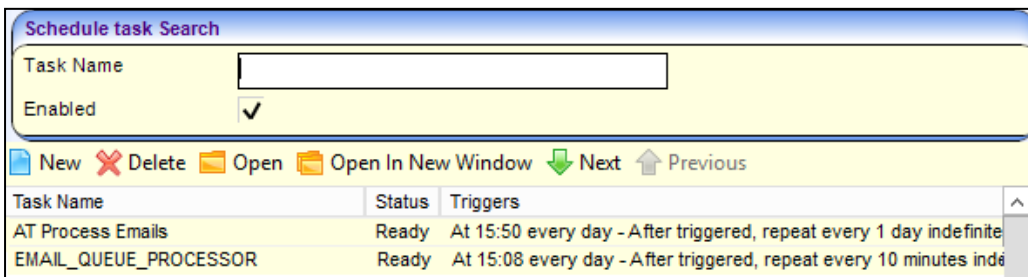 Schedule task Search
Task Name
Enabled
New Delete Open Open In New Window Next Previous
Task Name Status Triggers
AT Process Emails Ready At 15:50 every day - After triggered, repeat every 1 day indefinite
EMAIL_QUEUE_PROCESSOR Ready At 15:08 every day - After triggered, repeat every 10 minutes inde